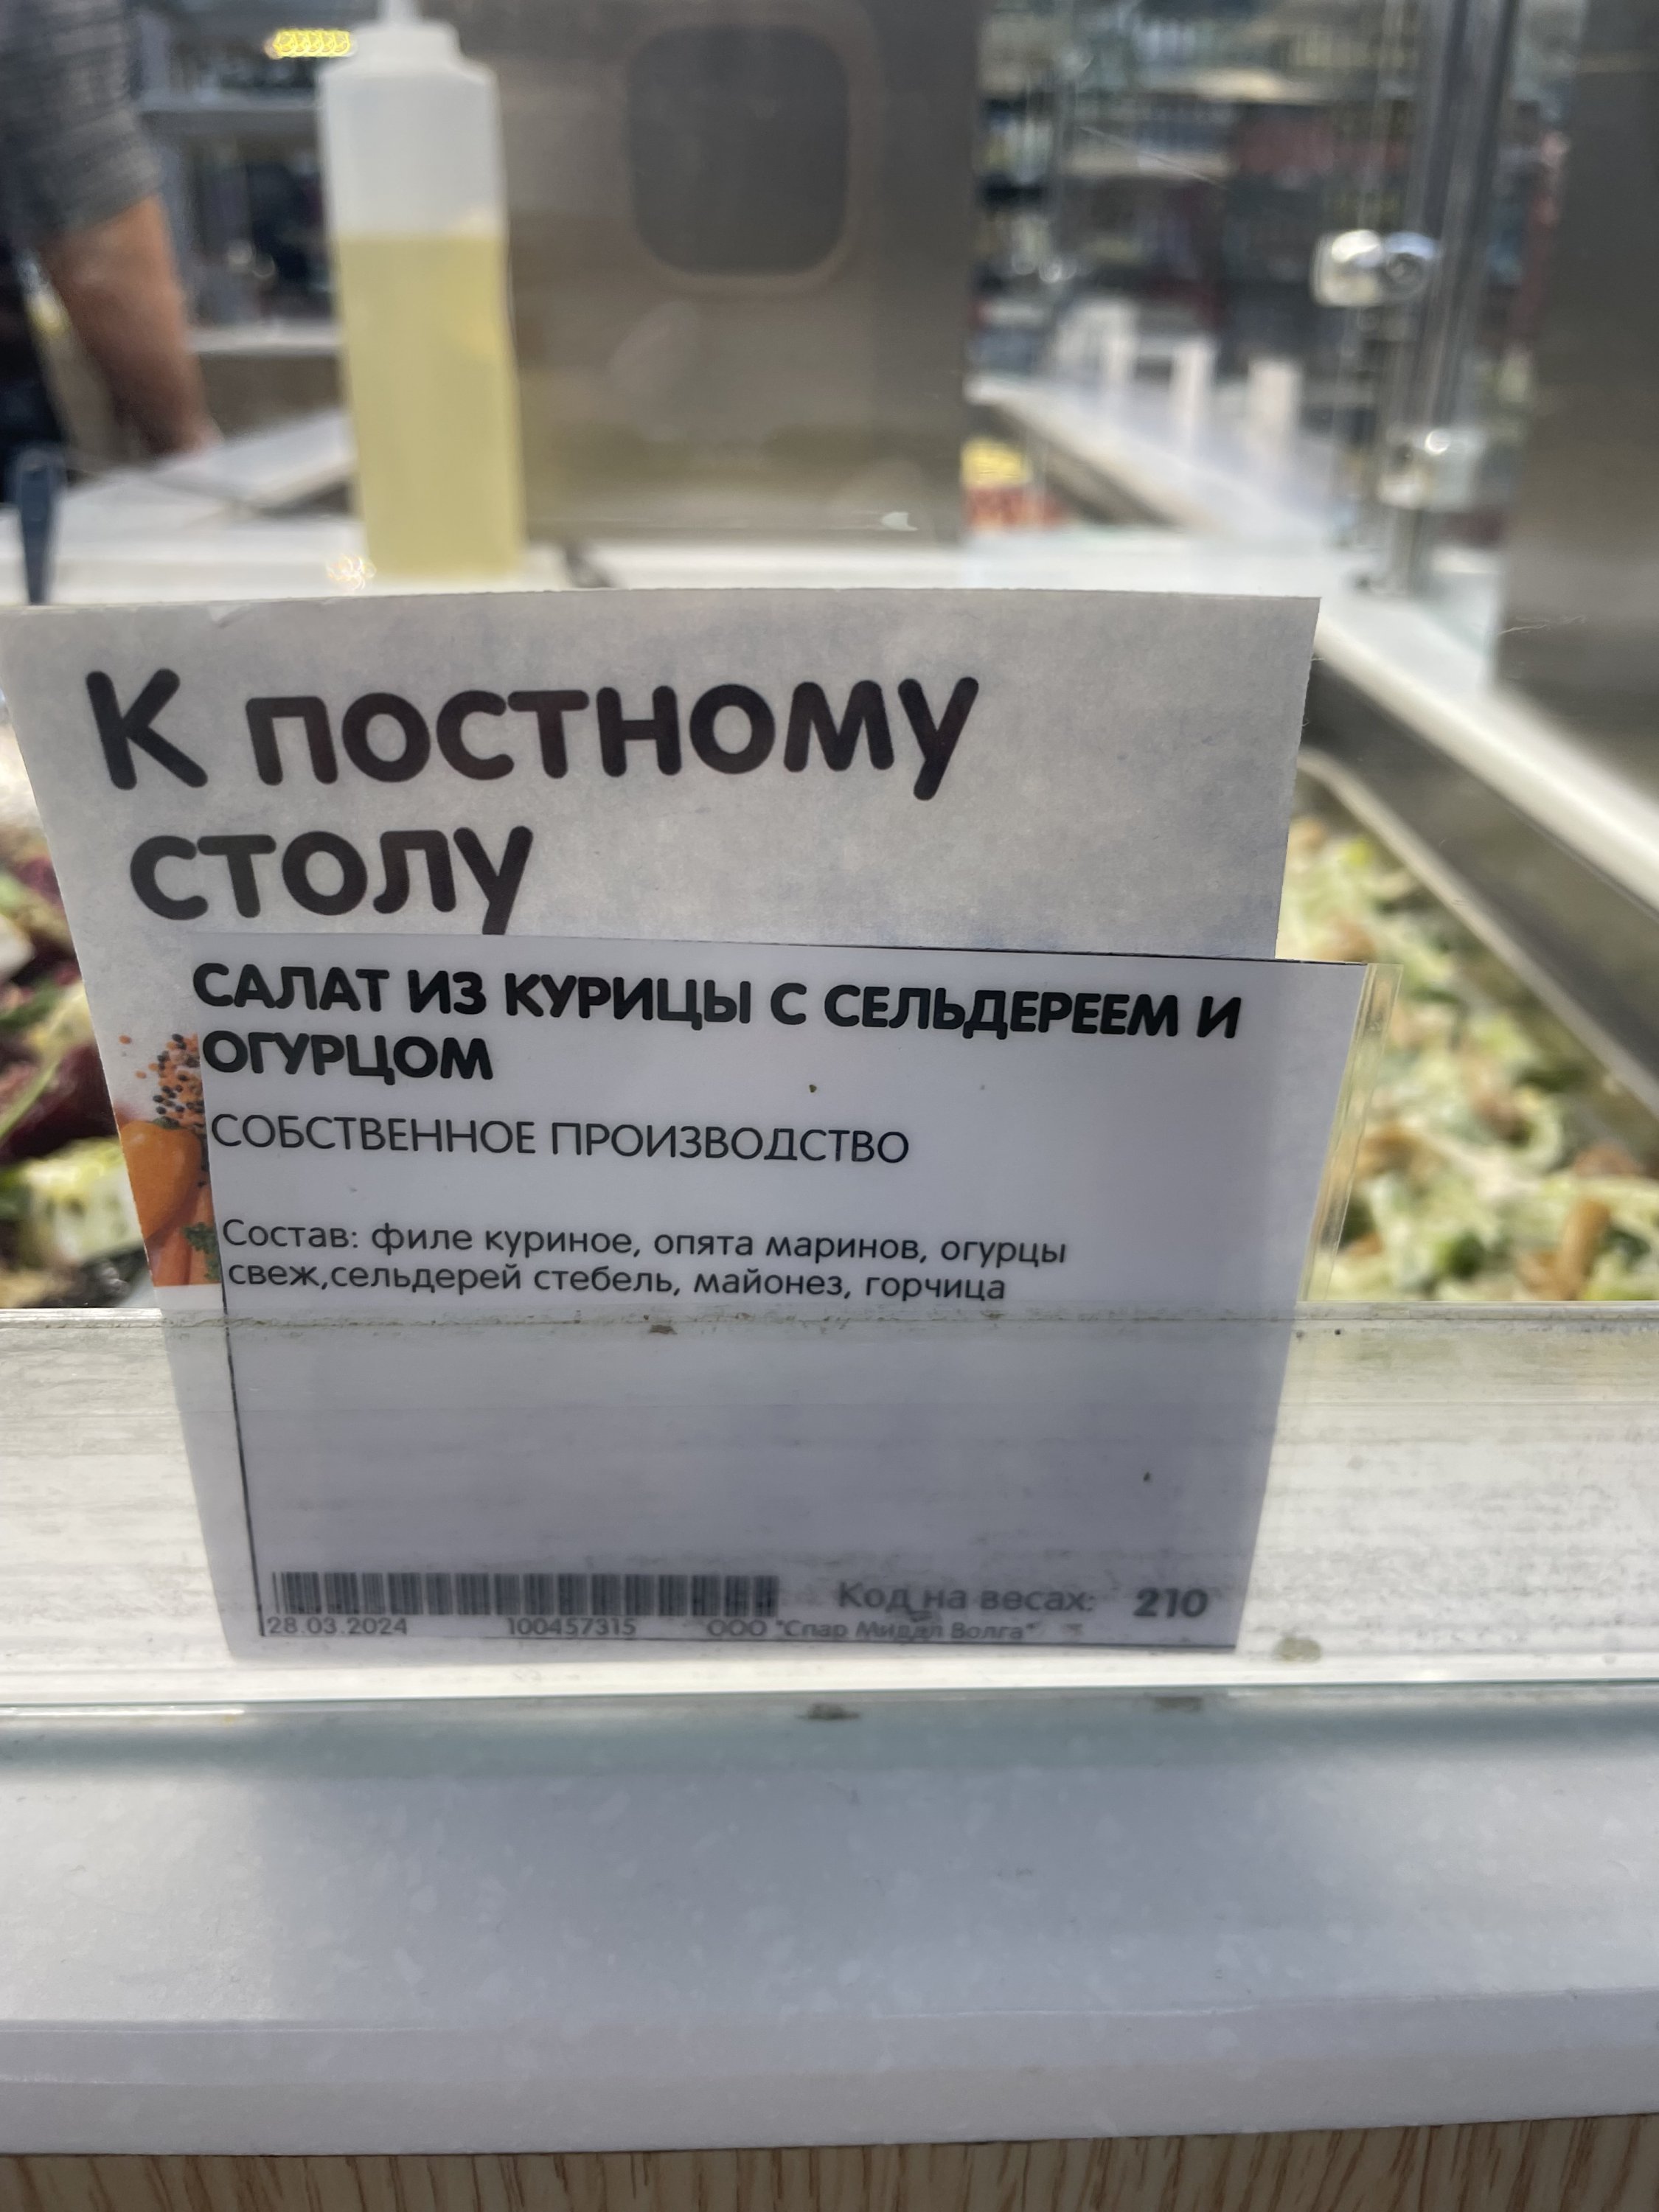 К постному
столу
САЛАТ ИЗ КУРИЦЫ С СЕЛЬДЕРЕЕМ И
ОГУРЦОМ
СОБСТВЕННОЕ ПРОИЗВОДСТВО
Состав: филе куриное, опята маринов, огурцы
свеж,сельдерей стебель, майонез, горчица
Код на весах: 210
28.03.2024 100457315 ООО "Спар Миддл Волга"